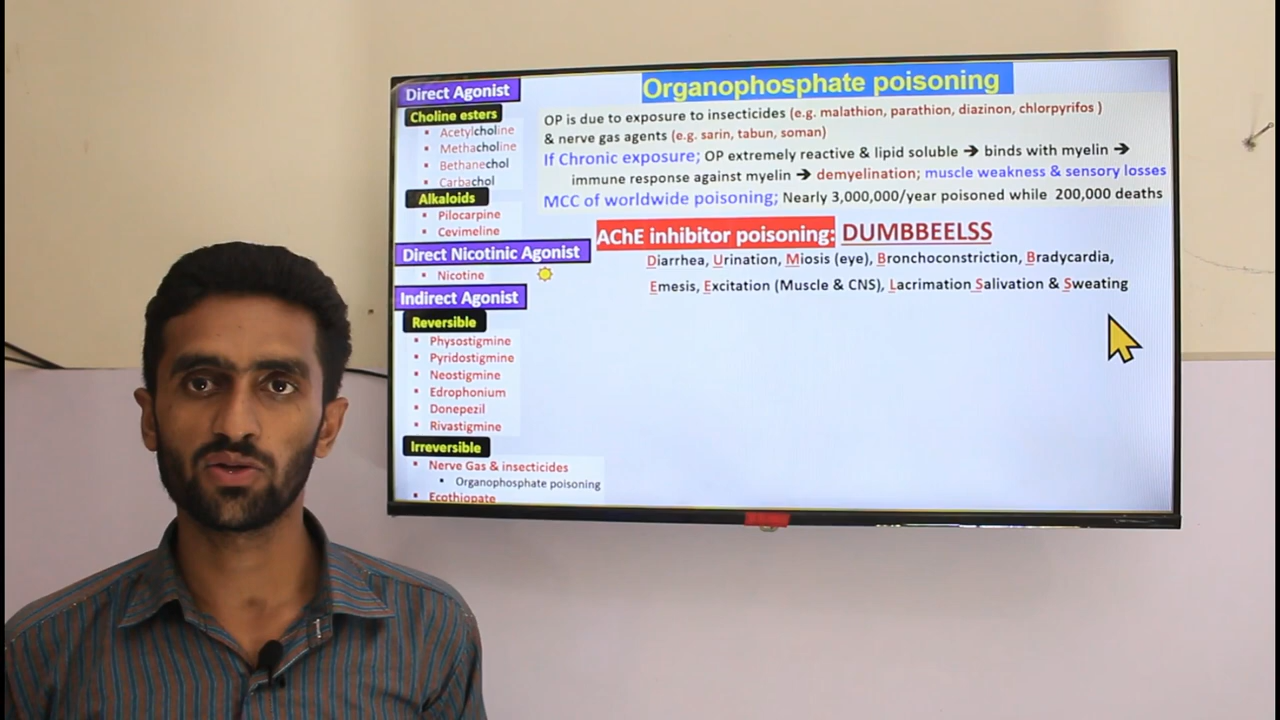 Direct Agonist
Choline esters
Acetylcholine
Methacholine
Bethanechol
Carbachol
Alkaloids
Pilocarpine
Cevimeline
Direct Nicotinic Agonist
Nicotine
Indirect Agonist
Reversible
Physostigmine
Pyridostigmine
Neostigmine
Edrophonium
Donepezil
Rivastigmine
Irreversible
Nerve Gas & insecticides
Organophosphate poisoning
Ecothiopate
Organophosphate poisoning
OP is due to exposure to insecticides (e.g. malathion, parathion, diazinon, chlorpyrifos )
& nerve gas agents (e.g. sarin, tabun, soman)
If Chronic exposure; OP extremely reactive & lipid soluble ➔ binds with myelin ➔
immune response against myelin ➔ demyelination; muscle weakness & sensory losses
MCC of worldwide poisoning; Nearly 3,000,000/year poisoned while 200,000 deaths
AChE inhibitor poisoning: DUMBBEELSS
Diarrhea, Urination, Miosis (eye), Bronchoconstriction, Bradycardia,
Emesis, Excitation (Muscle & CNS), Lacrimation Salivation & Sweating